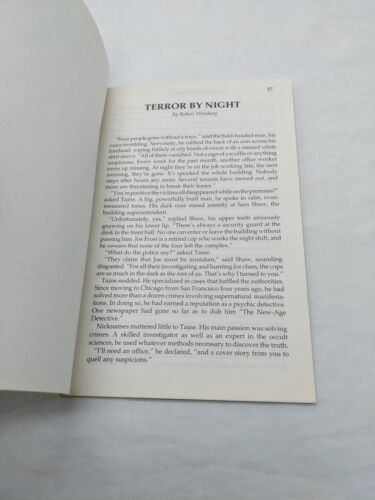 37
TERROR BY NIGHT
By Robert Weinberg
"Four people gone without a trace," said the bald-headed man, his
voice trembling. Nervously, he rubbed the back of an arm across his
forehead, wiping futilely at oily beads of sweat with a stained white
shirt sleeve. "All of them vanished. Not a sign of a scuffle or anything
suspicious. Every week for the past month, another office worker
turns up missing. At night they're on the job working late, the next
morning, they're gone. It's spooked the whole building. Nobody
stays after hours any more. Several tenants have moved out, and
more are threatening to break their leases."
"You're positive the victims all disappeared while on the premises?"
asked Taine. A big, powerfully built man, he spoke in calm, even-
measured tones. His dark eyes stared intently at Sam Shaw, the
building superintendent.
"Unfortunately, yes," replied Shaw, his upper teeth anxiously
gnawing on his lower lip. "There's always a security guard at the
desk in the front hall. No one can enter or leave the building without
passing him. Joe Frost is a retired cop who works the night shift, and
he swears that none of the four left the complex."
"What do the police say?" asked Taine.
"They claim that Joe must be mistaken," said Shaw, sounding
disgusted. "For all their investigating and hunting for clues, the cops
are as much in the dark as the rest of us. That's why I turned to you."
Taine nodded. He specialized in cases that baffled the authorities.
Since moving to Chicago from San Francisco four years ago, he had
solved more than a dozen crimes involving supernatural manifesta-
tions. In doing so, he had earned a reputation as a psychic detective.
One newspaper had gone so far as to dub him "The New-Age
Detective."
Nicknames mattered little to Taine. His main passion was solving
crimes. A skilled investigator as well as an expert in the occult
sciences, he used whatever methods necessary to discover the truth.
"I'll need an office," he declared, "and a cover story from you to
quell any suspicions."